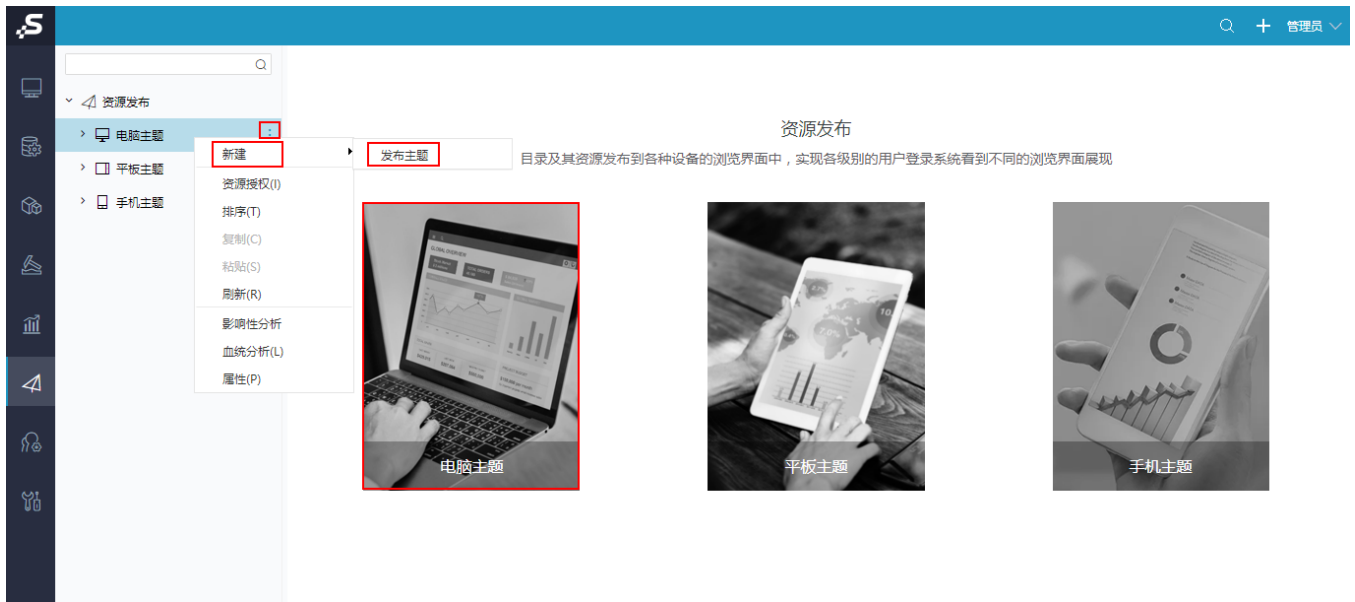 S
管理员
资源发布
电脑主题
平板主题
手机主题
新建
发布主题
资源授权(I)
排序(T)
复制(C)
粘贴(S)
刷新(R)
影响性分析
血统分析(L)
属性(P)
资源发布
目录及其资源发布到各种设备的浏览界面中，实现各级别的用户登录系统看到不同的浏览界面展现
GLOBAL OVERVIEW
电脑主题
平板主题
手机主题